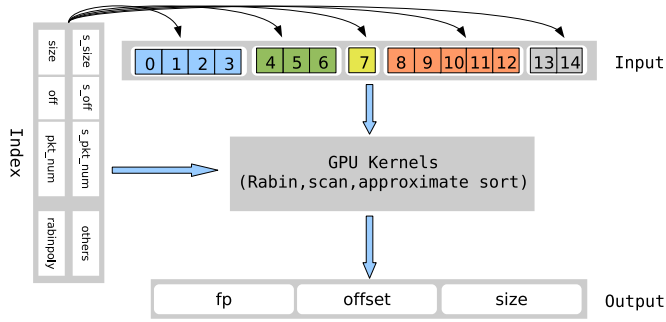 0 1 2 3 4 5 6 7 8 9 10 11 12 13 14 Input
Index
size s_size
off s_off
pkt_num s_pkt_num
rabinpoly others
GPU Kernels
(Rabin,scan,approximate sort)
fp offset size Output